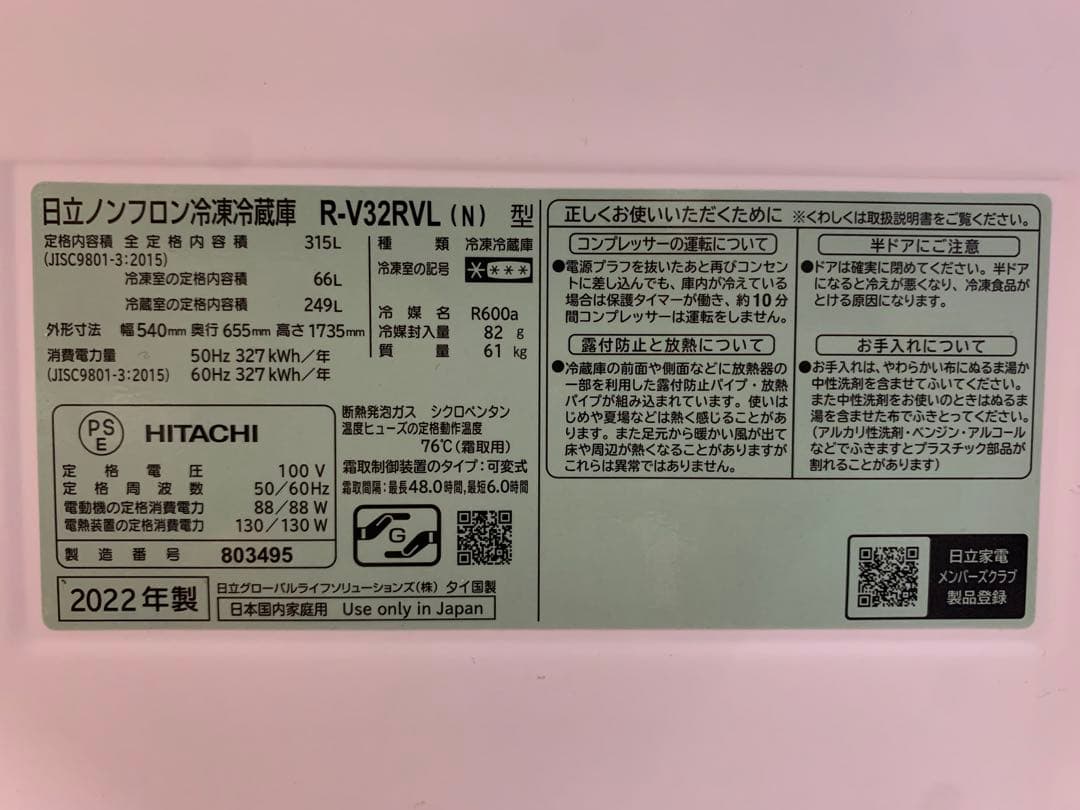 日立ノンフロン冷凍冷蔵庫 R-V32RVL(N) 型
定格内容積 全定格内容積 315L
(JISC9801-3:2015)
冷凍室の定格内容積 66L
冷蔵室の定格内容積 249L
外形寸法 幅540mm 奥行655mm 高さ1735mm
消費電力量 50Hz 327kWh/年
(JISC9801-3:2015) 60Hz 327kWh/年
種類 冷凍冷蔵庫
冷凍室の記号 ****
冷媒名 R600a
冷媒封入量 82 g
質量 61 kg
PSE HITACHI
定格電圧 100V
定格周波数 50/60Hz
電動機の定格消費電力 88/88W
電熱装置の定格消費電力 130/130W
製造番号 803495
断熱発泡ガス シクロペンタン
温度ヒューズの定格動作温度
76℃(霜取用)
霜取制御装置のタイプ:可変式
霜取間隔:最長48.0時間,最短6.0時間
G
2022年製
日立グローバルライフソリューションズ(株) タイ国製
日本国内家庭用 Use only in Japan
正しくお使いいただくために ※くわしくは取扱説明書をご覧ください。
コンプレッサーの運転について
●電源プラフを抜いたあと再びコンセン
トに差し込んでも、庫内が冷えている
場合は保護タイマーが働き、約10分
間コンプレッサーは運転をしません。
露付防止と放熱について
●冷蔵庫の前面や側面などに放熱器の
一部を利用した露付防止パイプ・放熱
パイプが組み込まれています。使いは
じめや夏場などは熱く感じることがあ
ります。また足元から暖かい風が出て
床や周辺が熱くなることがありますが
これらは異常ではありません。
半ドアにご注意
●ドアは確実に閉めてください。半ドア
になると冷えが悪くなり、冷凍食品が
とける原因になります。
お手入れについて
●お手入れは、やわらかい布にぬるま湯か
中性洗剤を含ませてふいてください。
また中性洗剤をお使いのときはぬるま
湯を含ませた布でふきとってください。
(アルカリ性洗剤・ベンジン・アルコール
などでふきますとプラスチック部品が
割れることがあります)
日立家電
メンバーズクラブ
製品登録